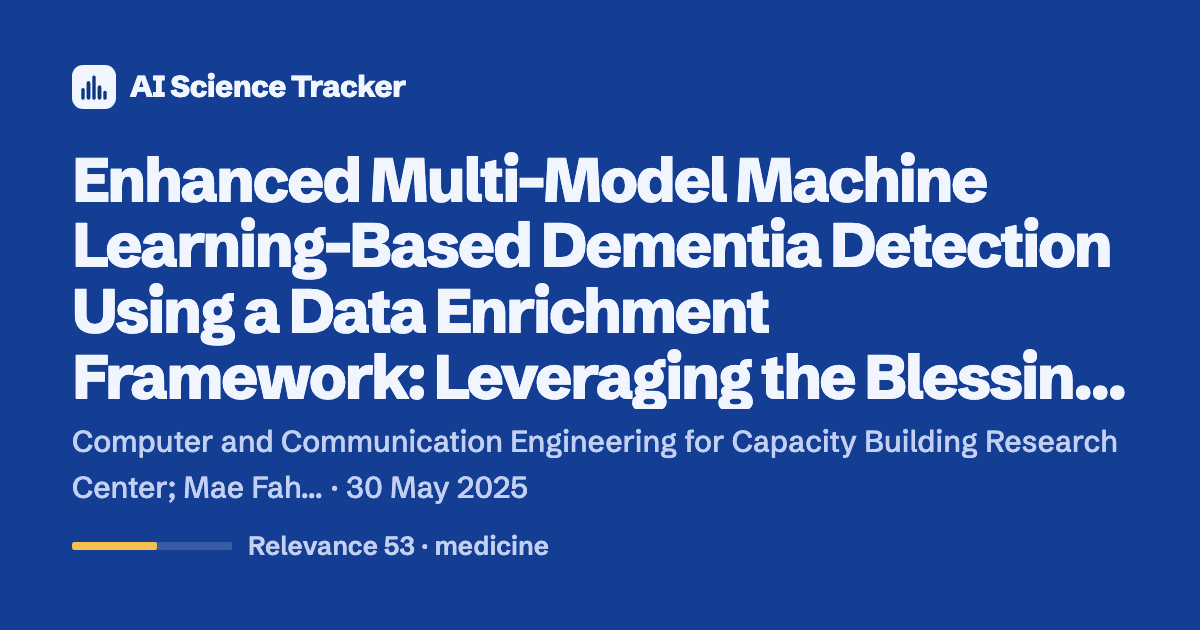 AI Science Tracker
Enhanced Multi-Model Machine
Learning-Based Dementia Detection
Using a Data Enrichment
Framework: Leveraging the Blessin...
Computer and Communication Engineering for Capacity Building Research
Center; Mae Fah... · 30 May 2025
Relevance 53 · medicine